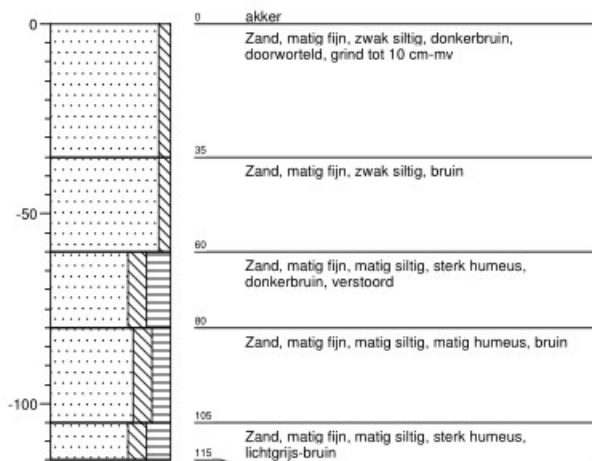 0
0 akker
Zand, matig fijn, zwak siltig, donkerbruin,
doorworteld, grind tot 10 cm-mv
35
Zand, matig fijn, zwak siltig, bruin
-50
60
Zand, matig fijn, matig siltig, sterk humeus,
donkerbruin, verstoord
80
Zand, matig fijn, matig siltig, matig humeus, bruin
-100
105
Zand, matig fijn, matig siltig, sterk humeus,
115 lichtgrijs-bruin